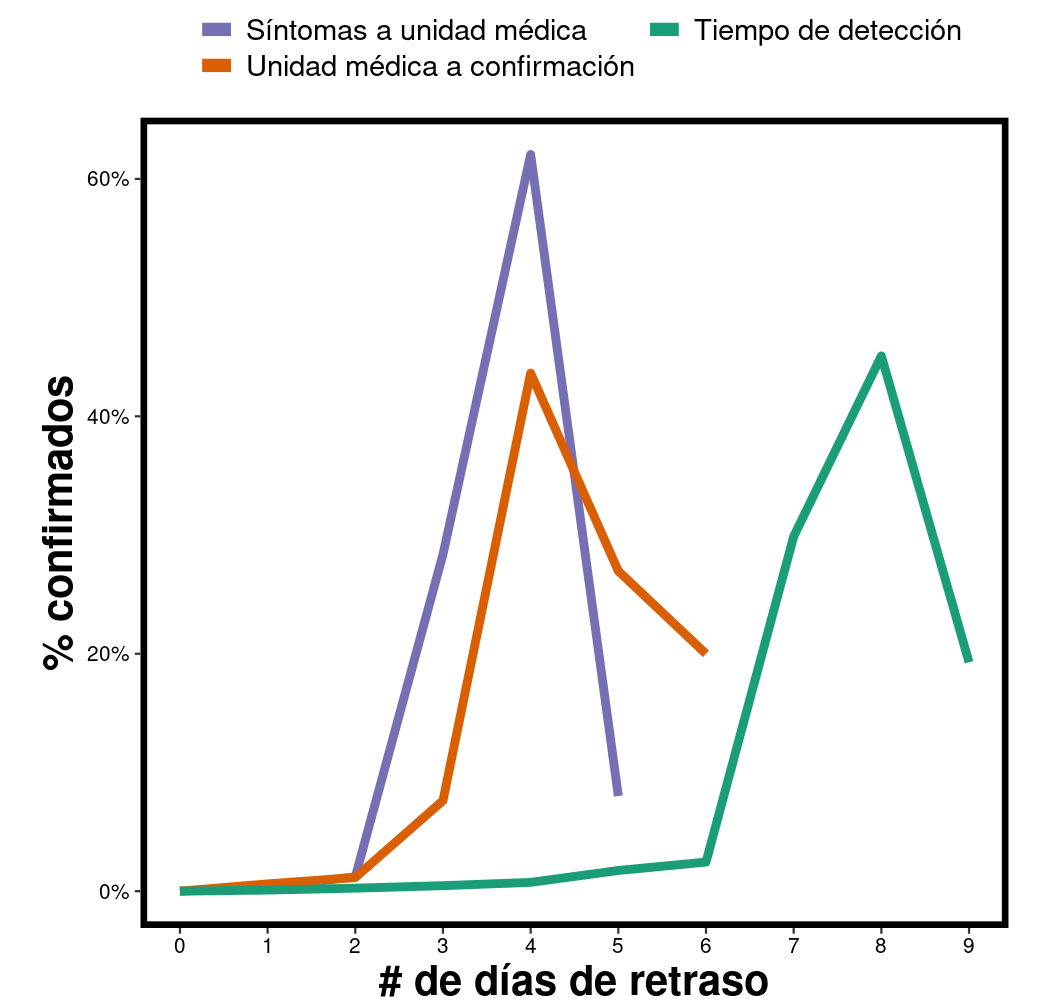 Síntomas a unidad médica
Tiempo de detección
Unidad médica a confirmación
% confirmados
60%
40%
20%
0%
0 1 2 3 4 5 6 7 8 9
# de días de retraso